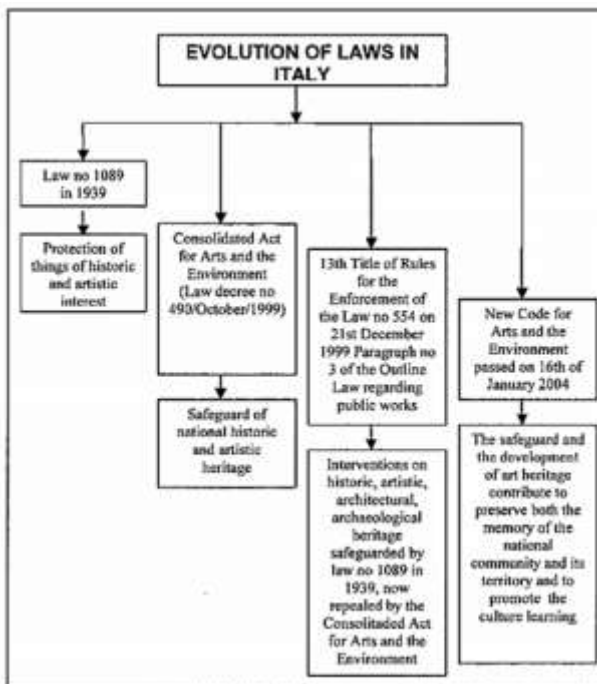 EVOLUTION OF LAWS IN
ITALY
Law no 1089
in 1939
Protection of
things of historic
and artistic
interest
Consolidated Act
for Arts and the
Environment
(Law decree no
490/October/1999)
Safeguard of
national historic
and artistic
heritage
13th Title of Rules
for the
Enforcement of
the Law no 554 on
21st December
1999 Paragraph no
3 of the Outline
Law regarding
public works
Interventions on
historic, artistic,
architectural,
archaeological
heritage
safeguarded by
law no 1089 in
1939, now
repealed by the
Consolitaded Act
for Arts and the
Environment
New Code for
Arts and the
Environment
passed on 16th of
January 2004
The safeguard and
the development
of art heritage
contribute to
preserve both the
memory of the
national
community and its
territory and to
promote the
culture learning